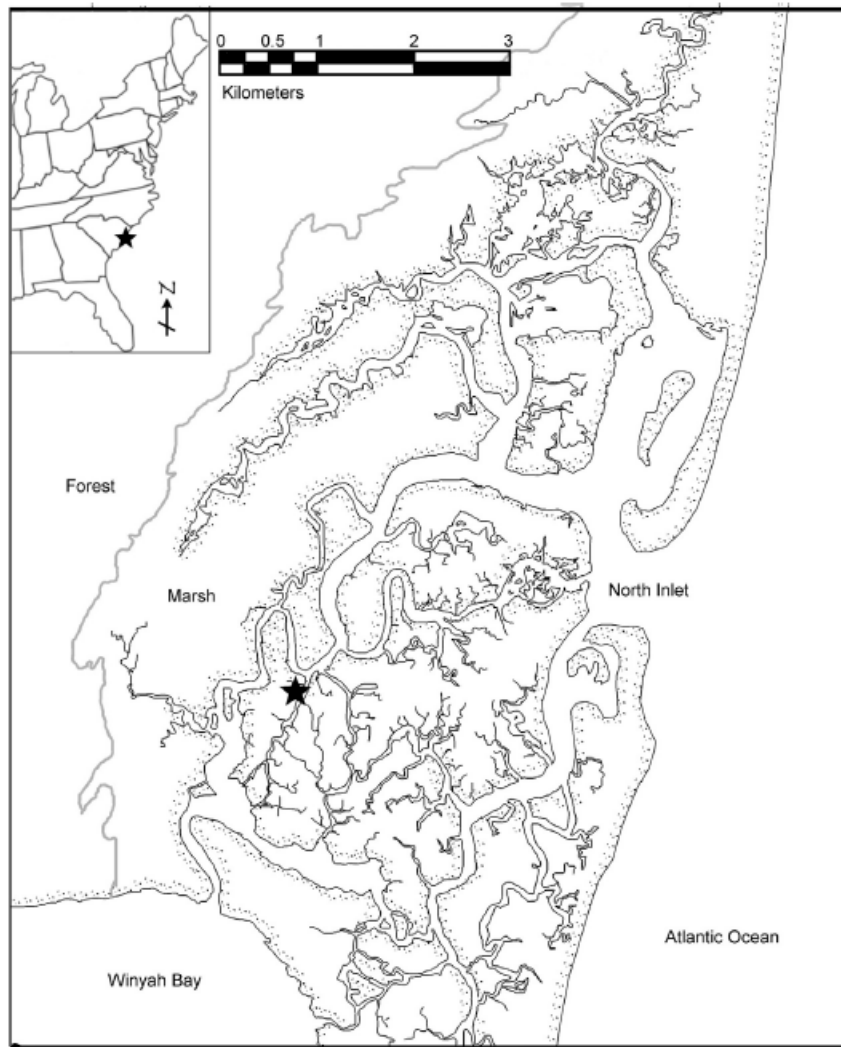 0 0.5 1 2 3
Kilometers
N
Forest
Marsh
North Inlet
Atlantic Ocean
Winyah Bay